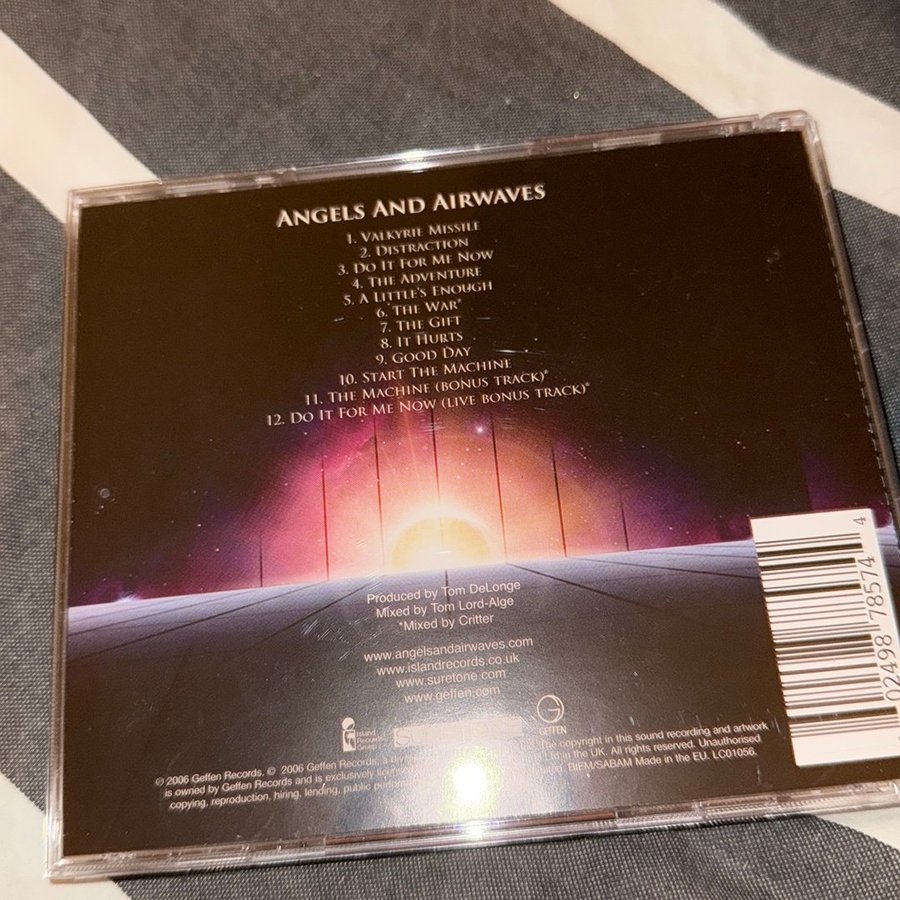 ANGELS AND AIRWAVES
1. VALKYRIE MISSILE
2. DISTRACTION
3. DO IT FOR ME NOW
4. THE ADVENTURE
5. A LITTLE'S ENOUGH
6. THE WAR*
7. THE GIFT
8. IT HURTS
9. GOOD DAY
10. START THE MACHINE
11. THE MACHINE (BONUS TRACK)*
12. DO IT FOR ME NOW (LIVE BONUS TRACK)*
Produced by Tom DeLonge
Mixed by Tom Lord-Alge
*Mixed by Critter
www.angelsandairwaves.com
www.islandrecords.co.uk
www.suretone.com
www.geffen.com
Island Records Group
GEFFEN
℗ 2006 Geffen Records. © 2006 Geffen Records, a The copyright in this sound recording and artwork
is owned by Geffen Records and is exclusively in the UK. All rights reserved. Unauthorised
copying, reproduction, hiring, lending, public BIEM/SABAM Made in the EU. LC01056.
02498 78574 4